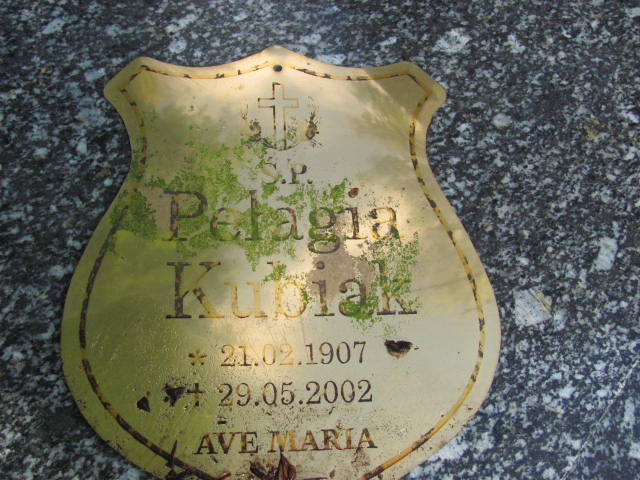 Ś.P.
Pelagia
Kubiak
* 21.02.1907
✝ 29.05.2002
AVE MARIA